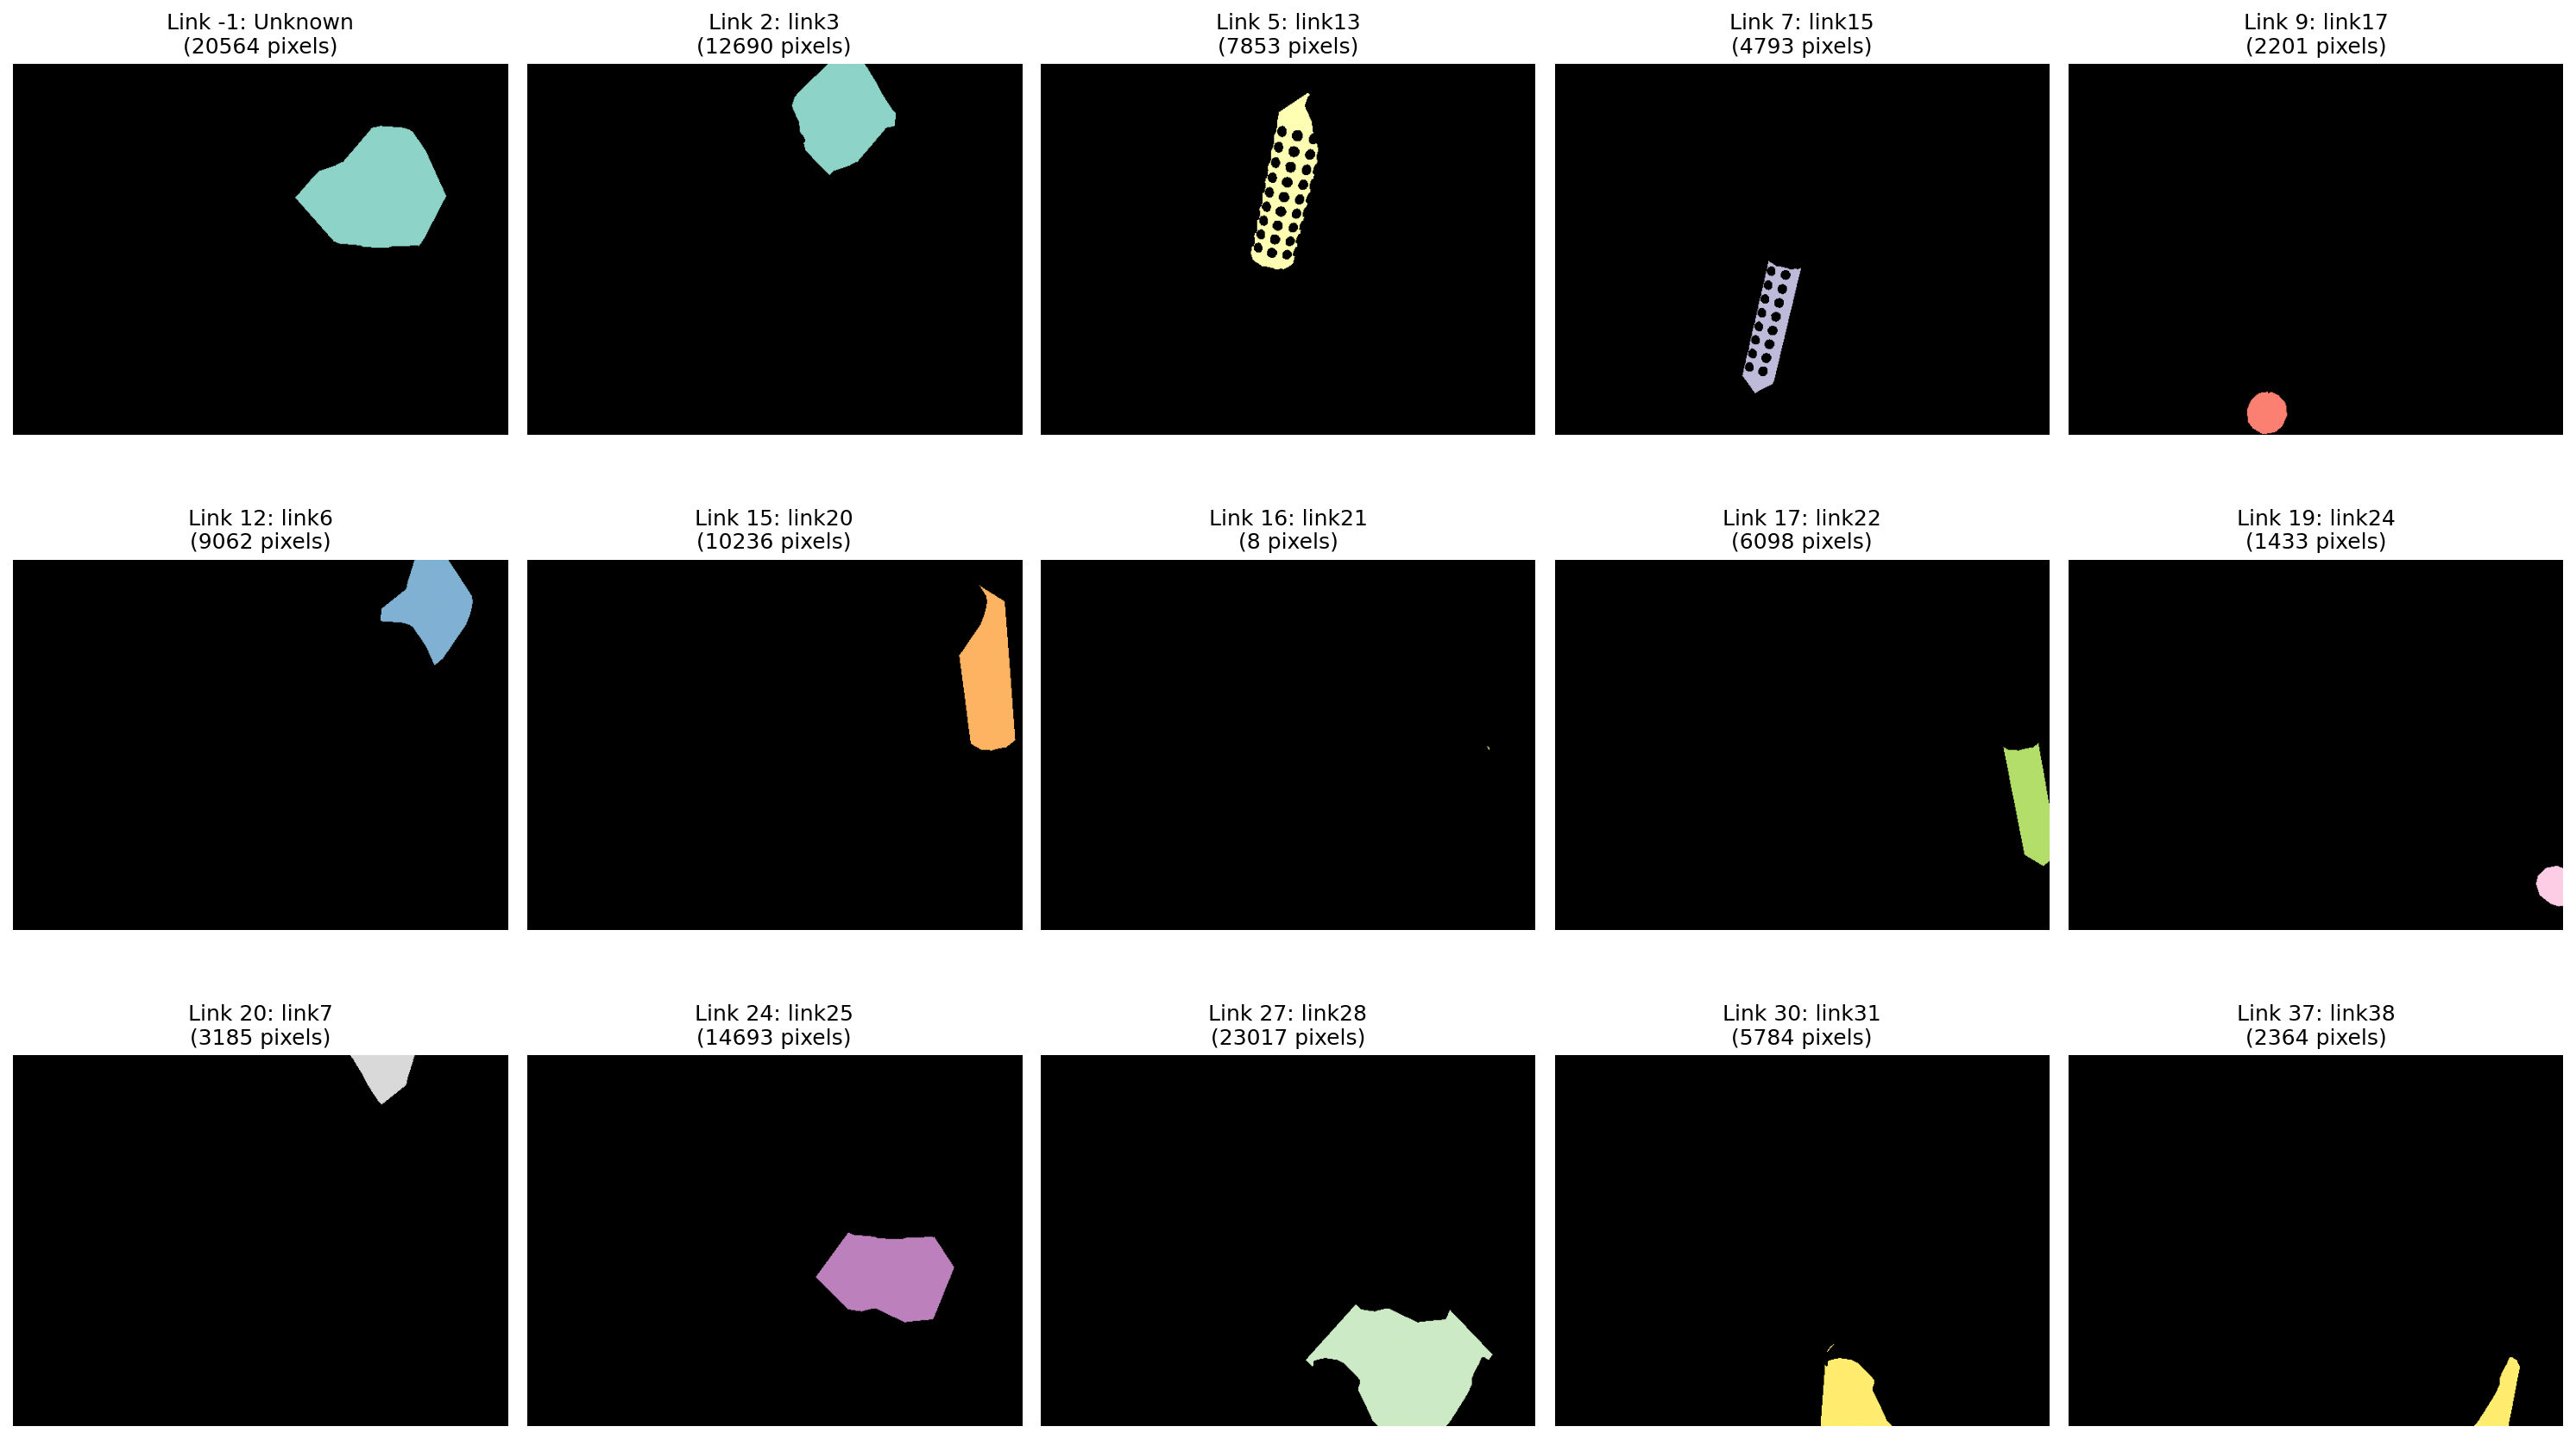 Link -1: Unknown
(20564 pixels)
Link 2: link3
(12690 pixels)
Link 5: link13
(7853 pixels)
Link 7: link15
(4793 pixels)
Link 9: link17
(2201 pixels)
Link 12: link6
(9062 pixels)
Link 15: link20
(10236 pixels)
Link 16: link21
(8 pixels)
Link 17: link22
(6098 pixels)
Link 19: link24
(1433 pixels)
Link 20: link7
(3185 pixels)
Link 24: link25
(14693 pixels)
Link 27: link28
(23017 pixels)
Link 30: link31
(5784 pixels)
Link 37: link38
(2364 pixels)